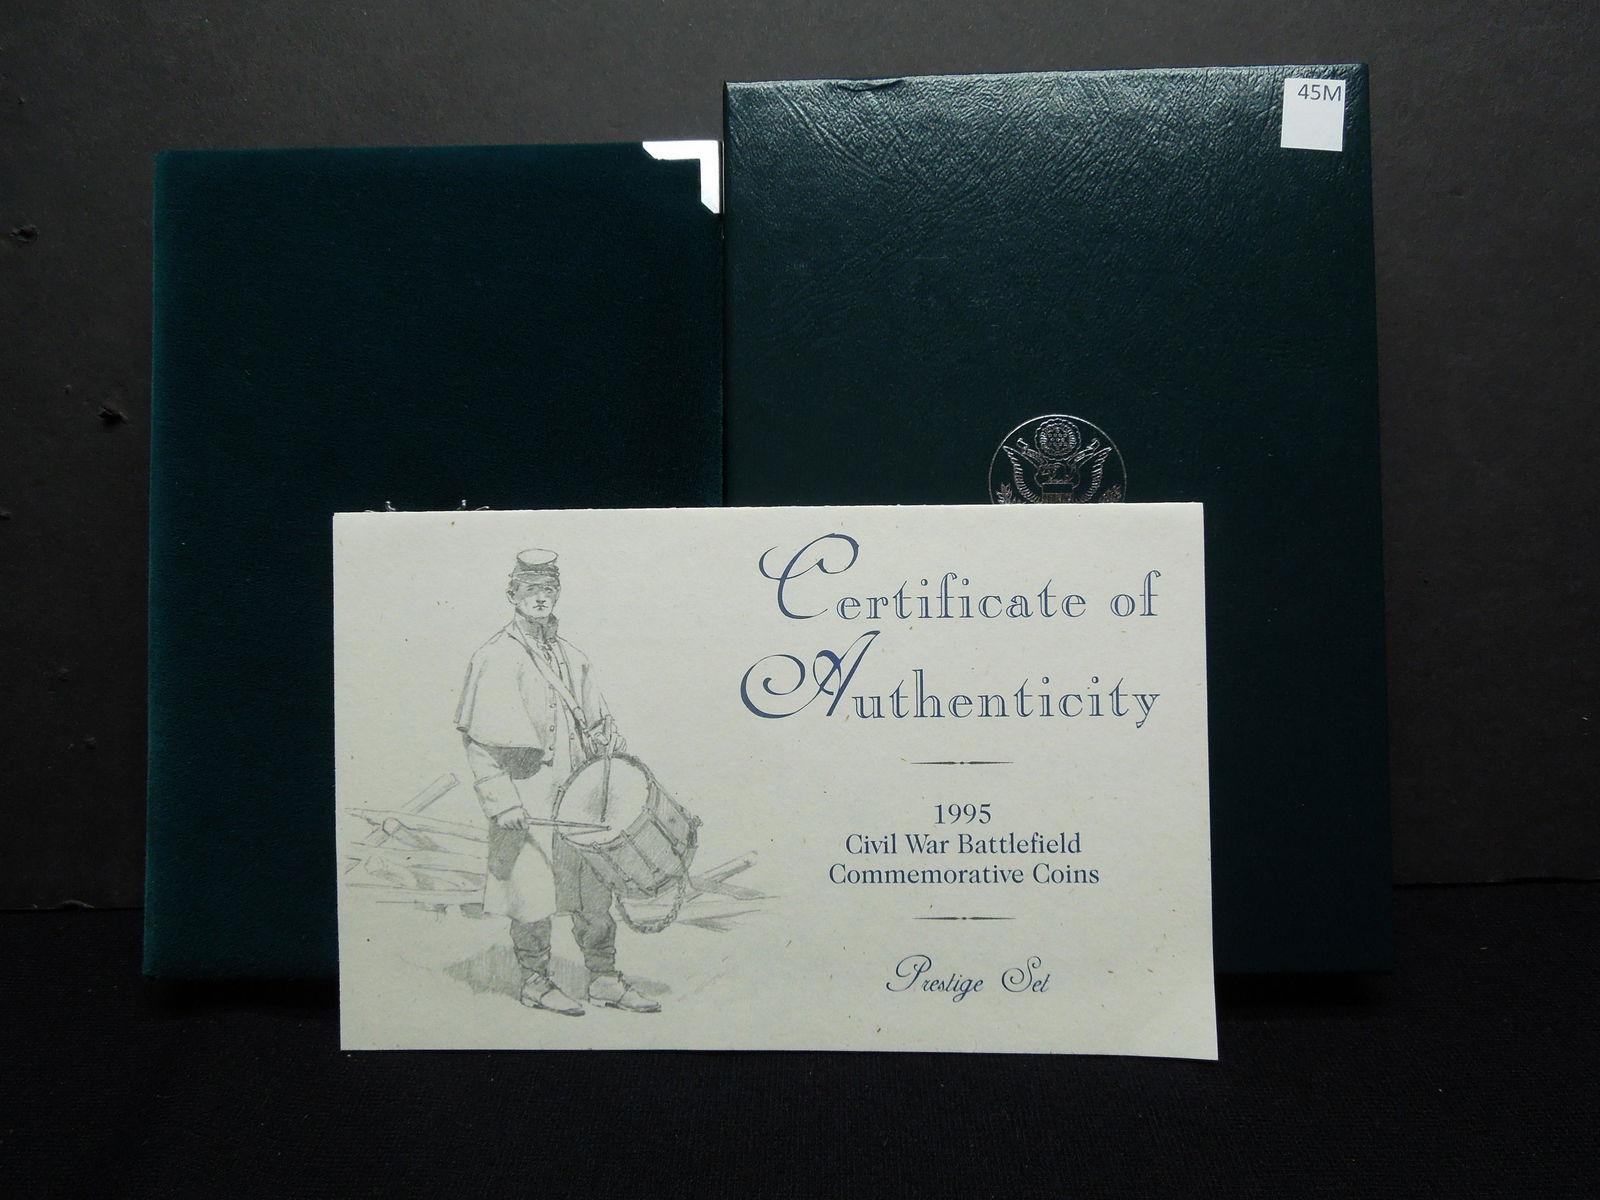 45M
Certificate of
Authenticity
1995
Civil War Battlefield
Commemorative Coins
Prestige Set